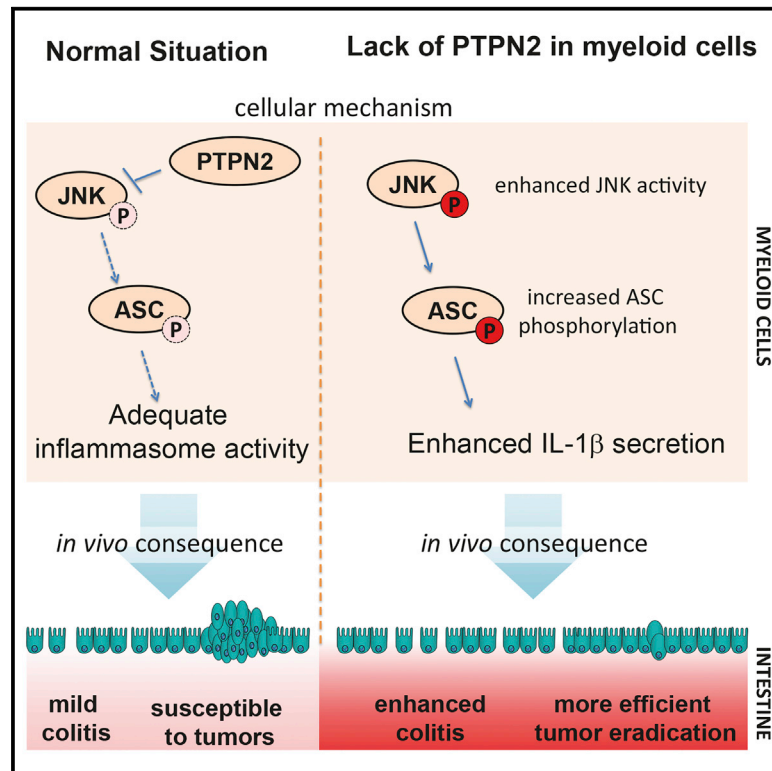 Normal Situation
Lack of PTPN2 in myeloid cells
cellular mechanism
PTPN2
JNK
P
ASC
P
Adequate
inflammasome activity
JNK
P
enhanced JNK activity
ASC
P
increased ASC
phosphorylation
Enhanced IL-1β secretion
MYELOID CELLS
in vivo consequence
in vivo consequence
mild
colitis
susceptible
to tumors
enhanced
colitis
more efficient
tumor eradication
INTESTINE